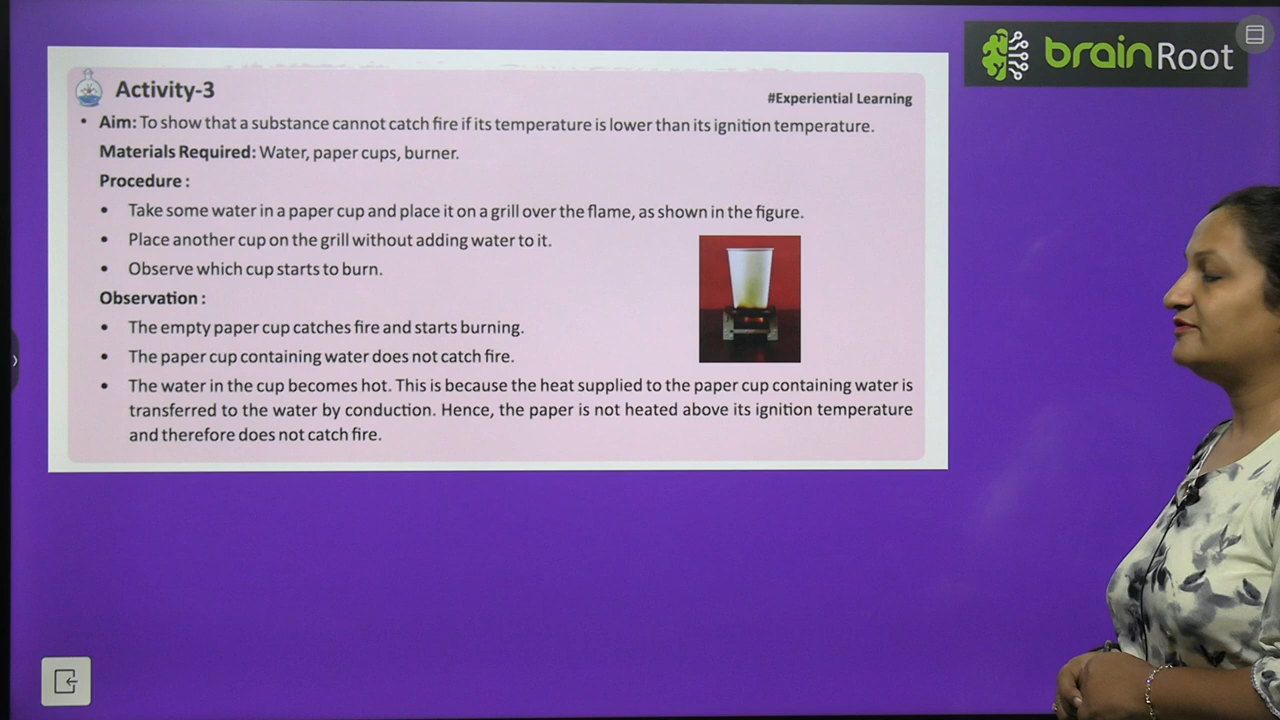 brainRoot
Activity-3
#Experiential Learning
• Aim: To show that a substance cannot catch fire if its temperature is lower than its ignition temperature.
Materials Required: Water, paper cups, burner.
Procedure :
• Take some water in a paper cup and place it on a grill over the flame, as shown in the figure.
• Place another cup on the grill without adding water to it.
• Observe which cup starts to burn.
Observation :
• The empty paper cup catches fire and starts burning.
• The paper cup containing water does not catch fire.
• The water in the cup becomes hot. This is because the heat supplied to the paper cup containing water is
transferred to the water by conduction. Hence, the paper is not heated above its ignition temperature
and therefore does not catch fire.